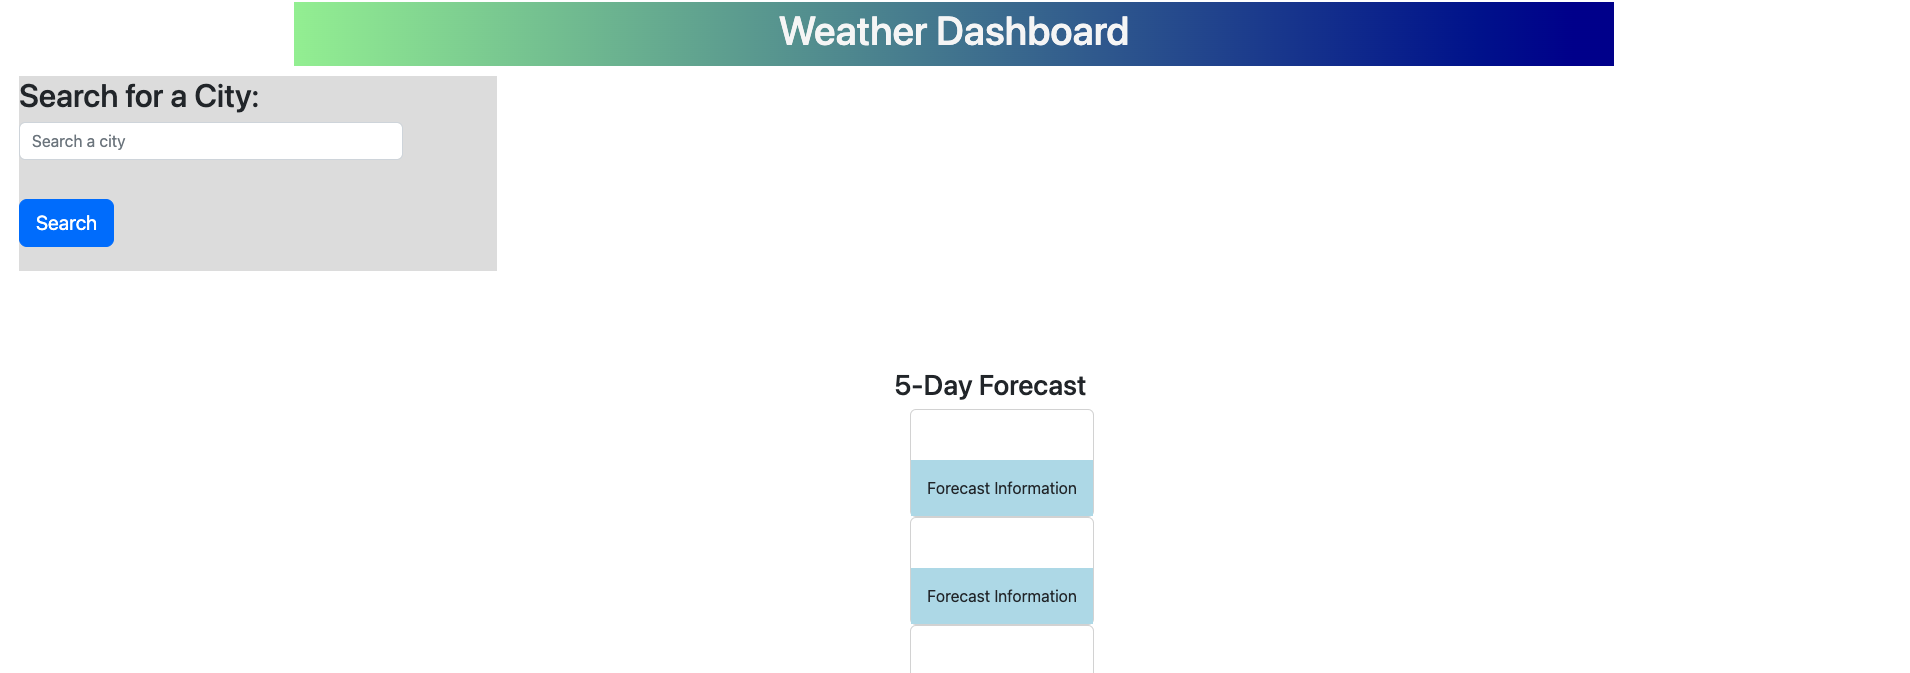 Weather Dashboard
Search for a City:
Search a city
Search
5-Day Forecast
Forecast Information
Forecast Information